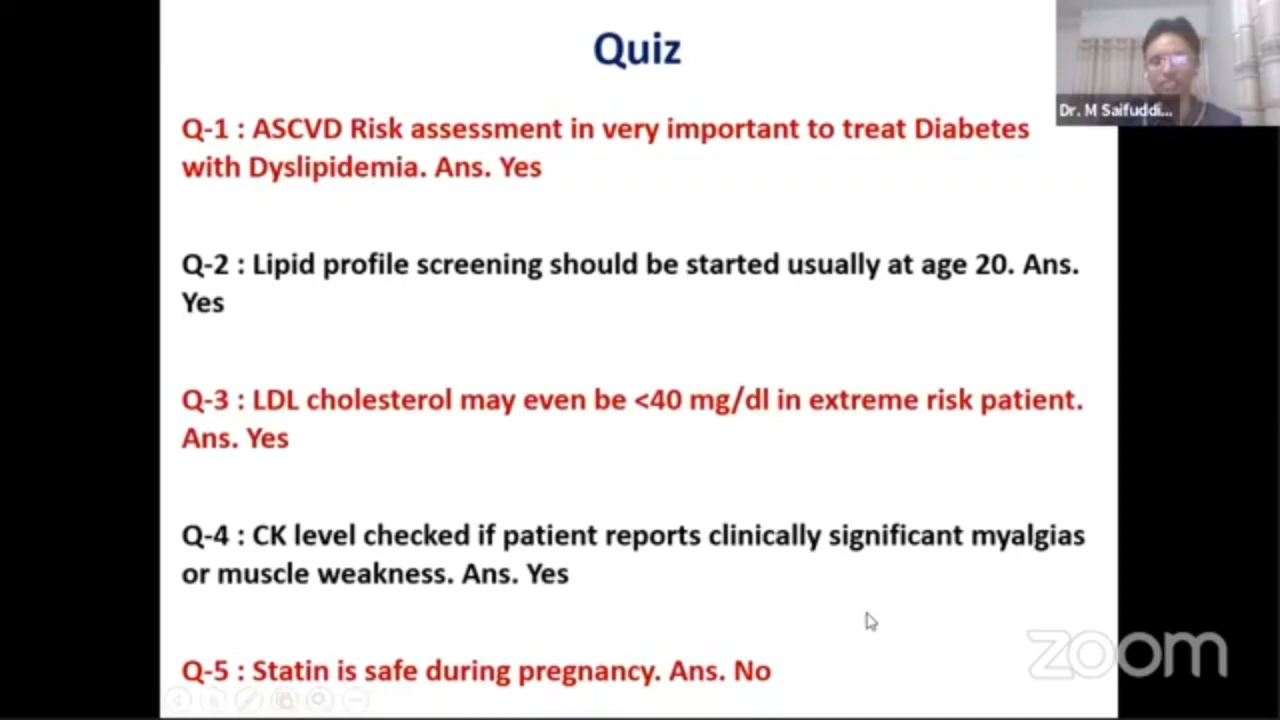 Quiz
Dr. M Saifuddi...
Q-1 : ASCVD Risk assessment in very important to treat Diabetes
with Dyslipidemia. Ans. Yes
Q-2 : Lipid profile screening should be started usually at age 20. Ans.
Yes
Q-3 : LDL cholesterol may even be <40 mg/dl in extreme risk patient.
Ans. Yes
Q-4 : CK level checked if patient reports clinically significant myalgias
or muscle weakness. Ans. Yes
zoom
Q-5 : Statin is safe during pregnancy. Ans. No